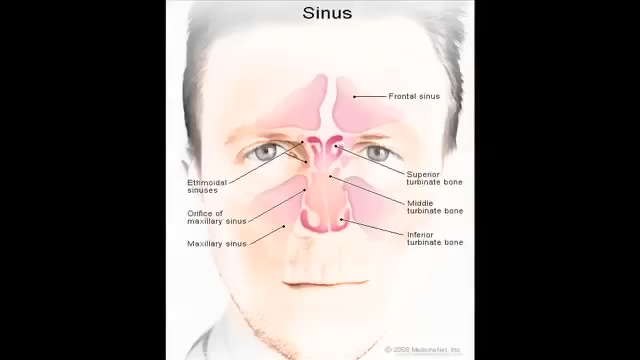 Sinus
Frontal sinus
Ethmoidal
sinuses
Superior
turbinate bone
Orifice of
maxillary sinus
Middle
turbinate bone
Maxillary sinus
Inferior
turbinate bone
© 2008 MedicineNet, Inc.